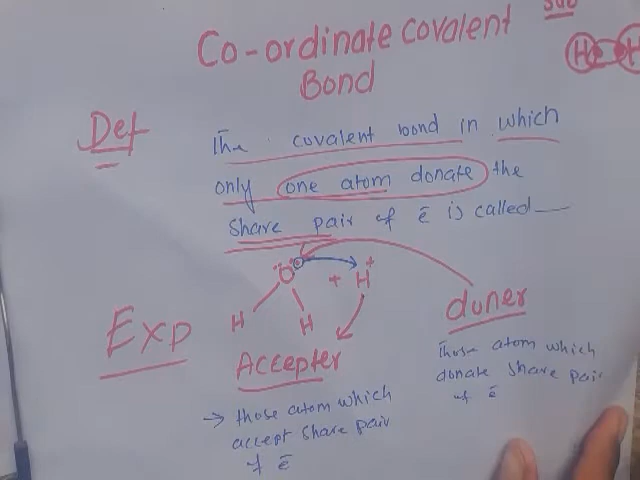 Co-ordinate covalent
Bond
H H
Def
The covalent bond in which
only one atom donate the
share pair of ē is called
O + H+
H H
Exp
Accepter
→ those atom which
accept share pair
of ē
doner
Those atom which
donate share pair
of ē